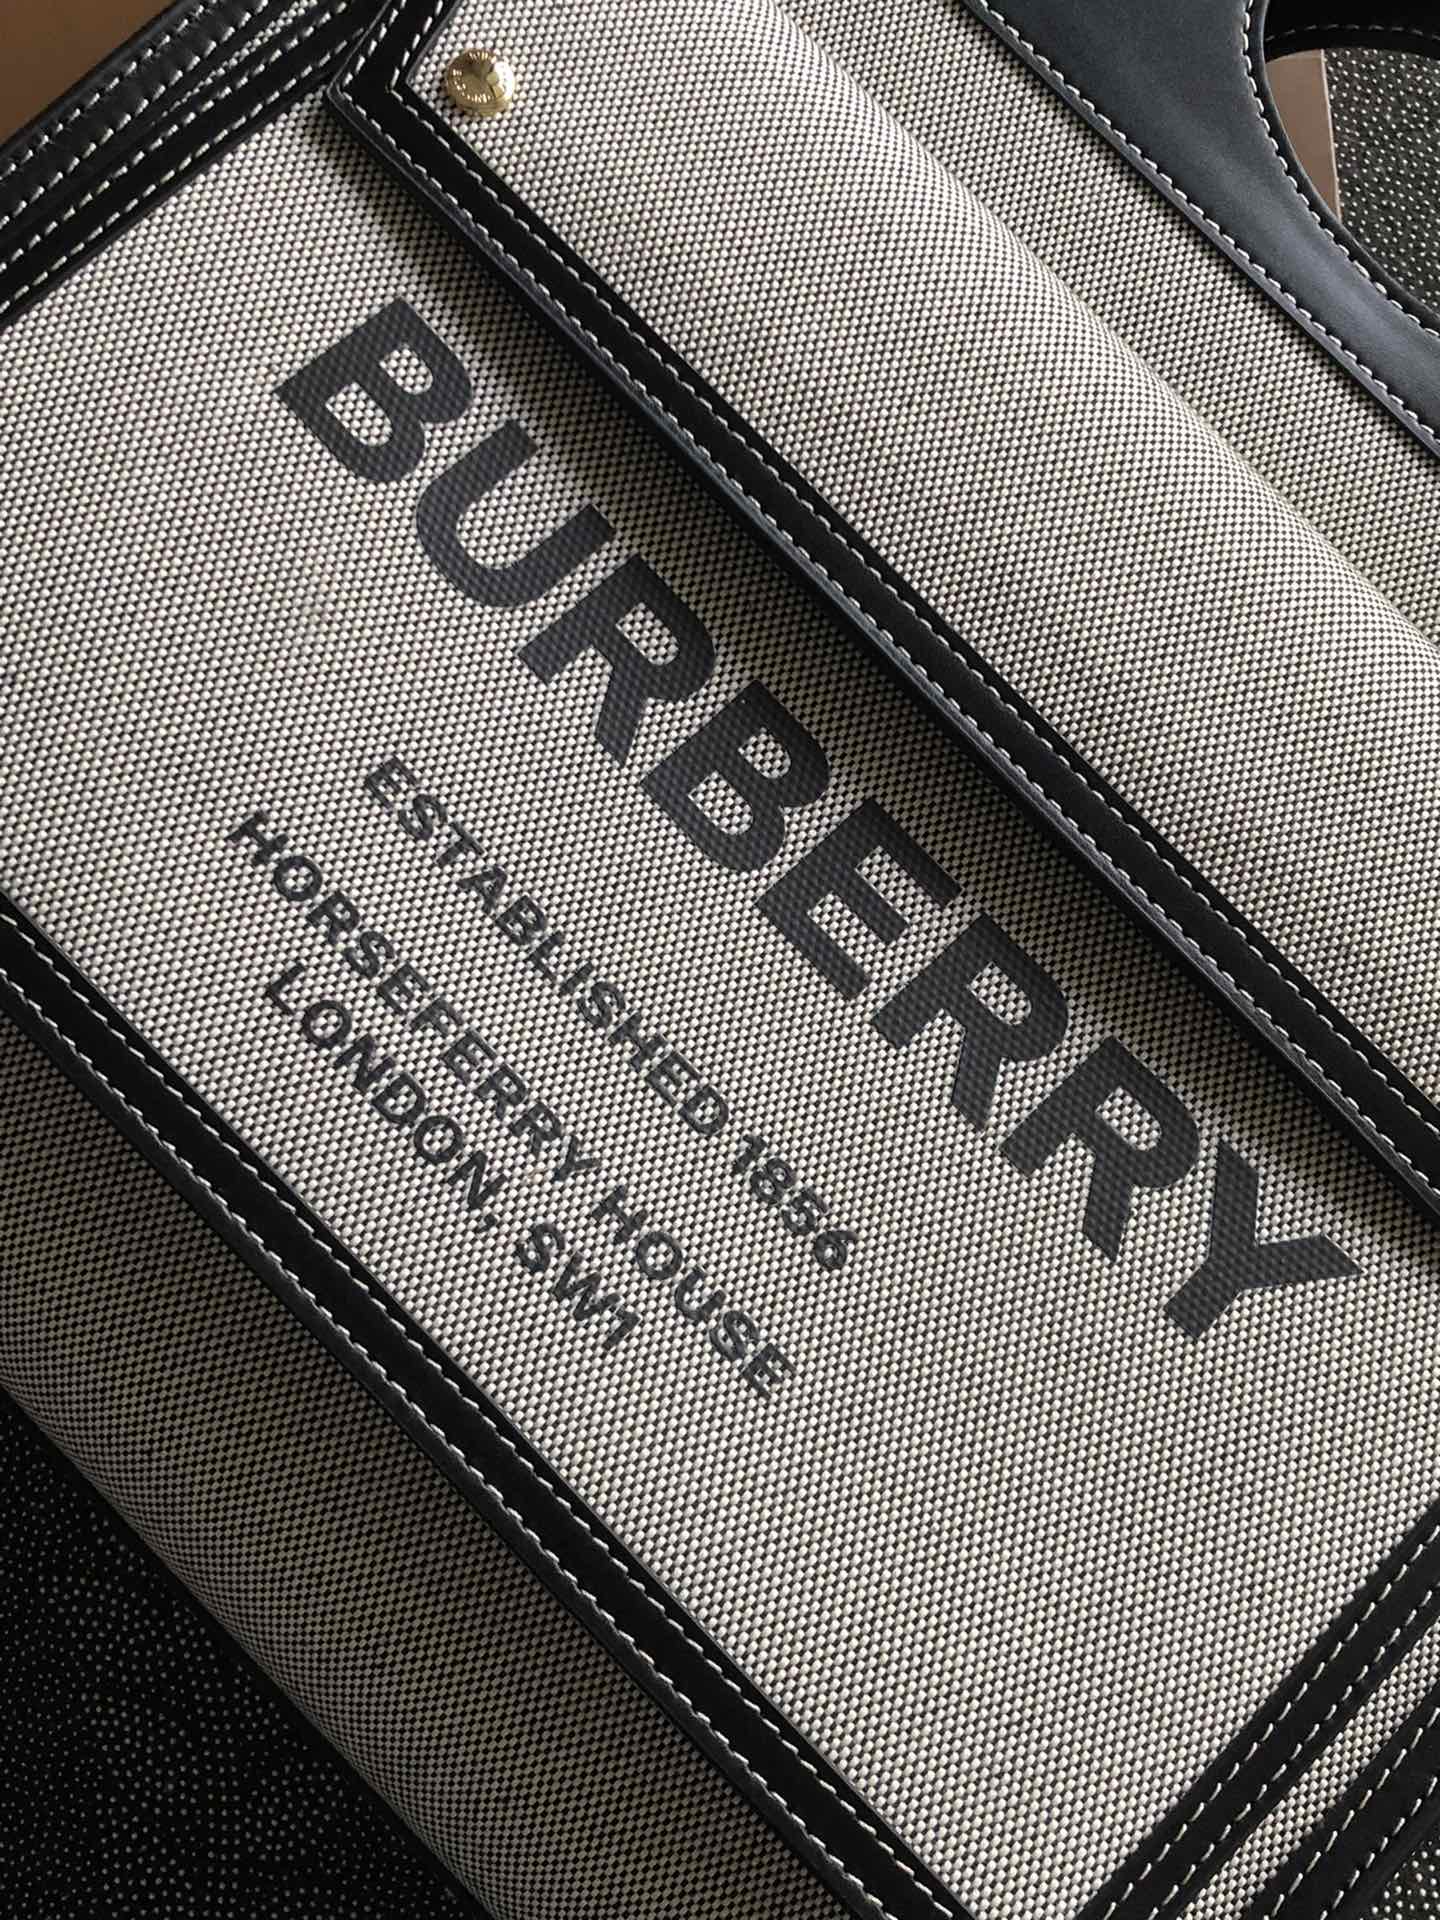 BURBERRY
ESTABLISHED 1856
HORSEFERRY HOUSE
LONDON, SW1